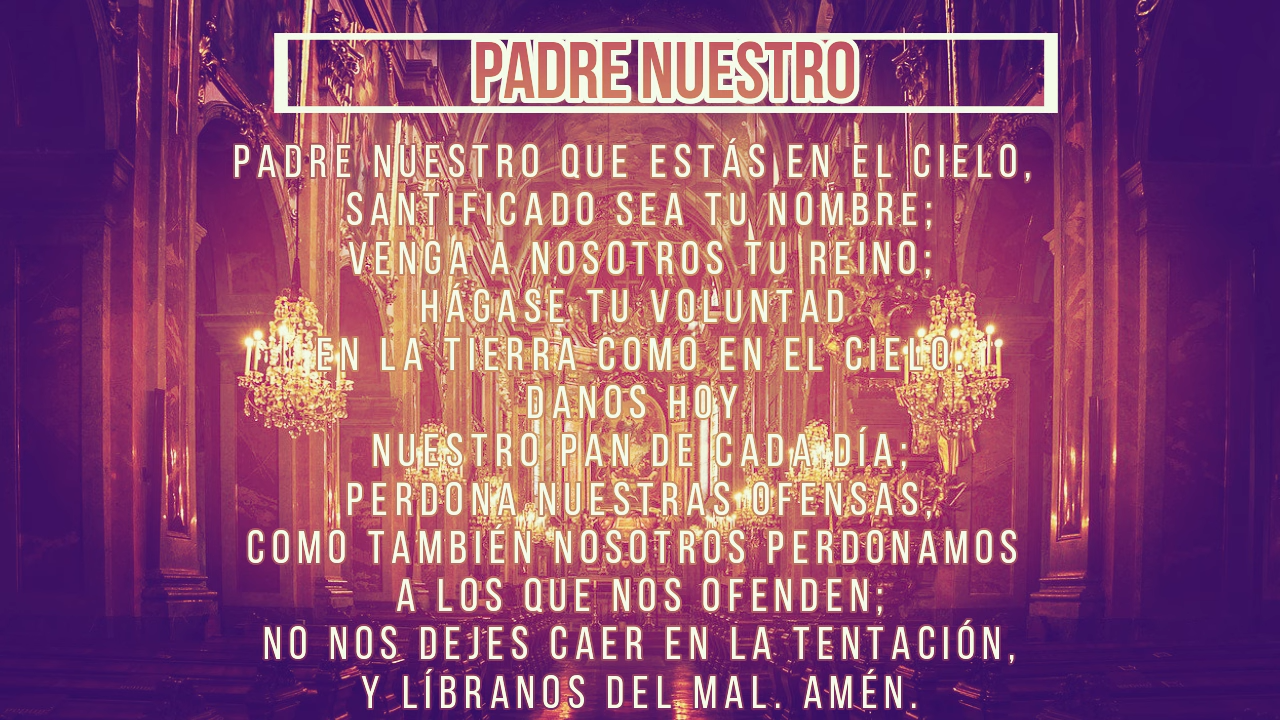 PADRE NUESTRO
PADRE NUESTRO QUE ESTÁS EN EL CIELO,
SANTIFICADO SEA TU NOMBRE;
VENGA A NOSOTROS TU REINO;
HÁGASE TU VOLUNTAD
EN LA TIERRA COMO EN EL CIELO.
DANOS HOY
NUESTRO PAN DE CADA DÍA;
PERDONA NUESTRAS OFENSAS,
COMO TAMBIÉN NOSOTROS PERDONAMOS
A LOS QUE NOS OFENDEN;
NO NOS DEJES CAER EN LA TENTACIÓN,
Y LÍBRANOS DEL MAL. AMÉN.